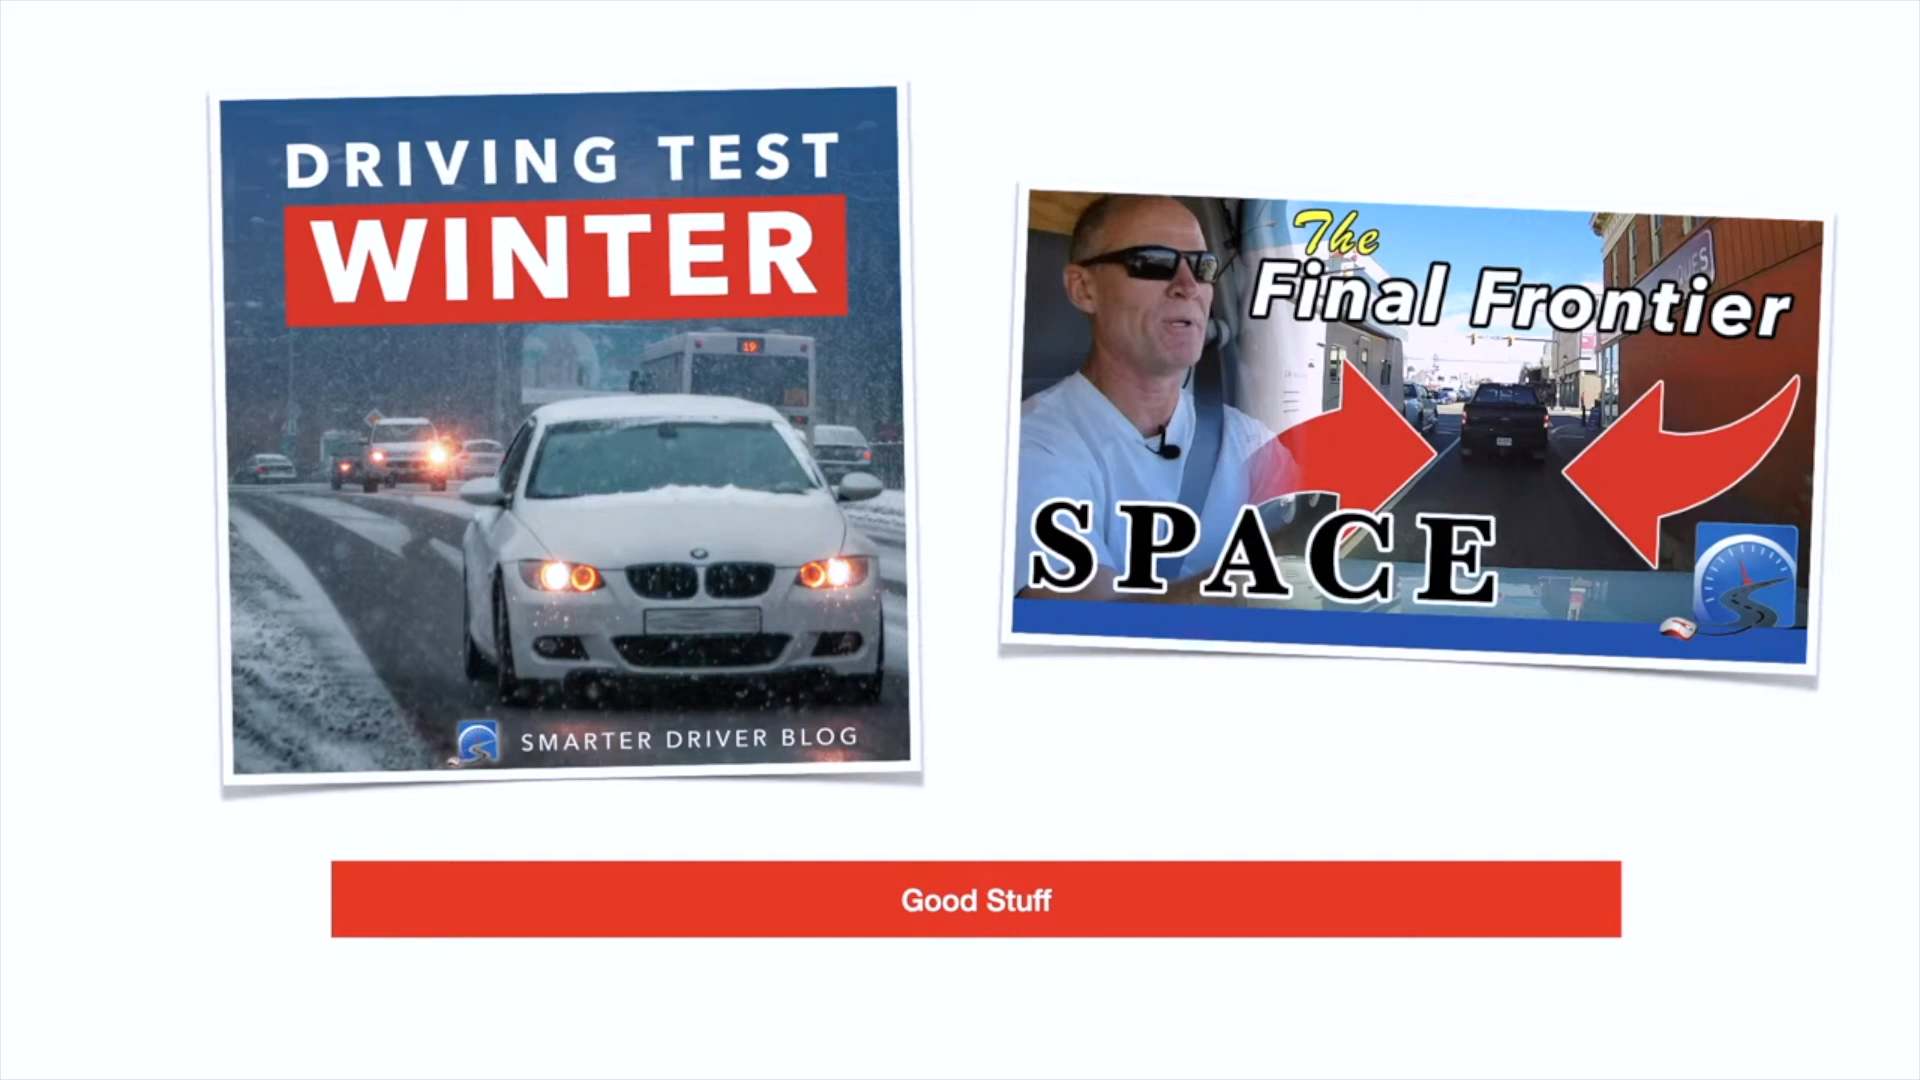 DRIVING TEST
WINTER
19
SMARTER DRIVER BLOG
The
Final Frontier
SPACE
Good Stuff